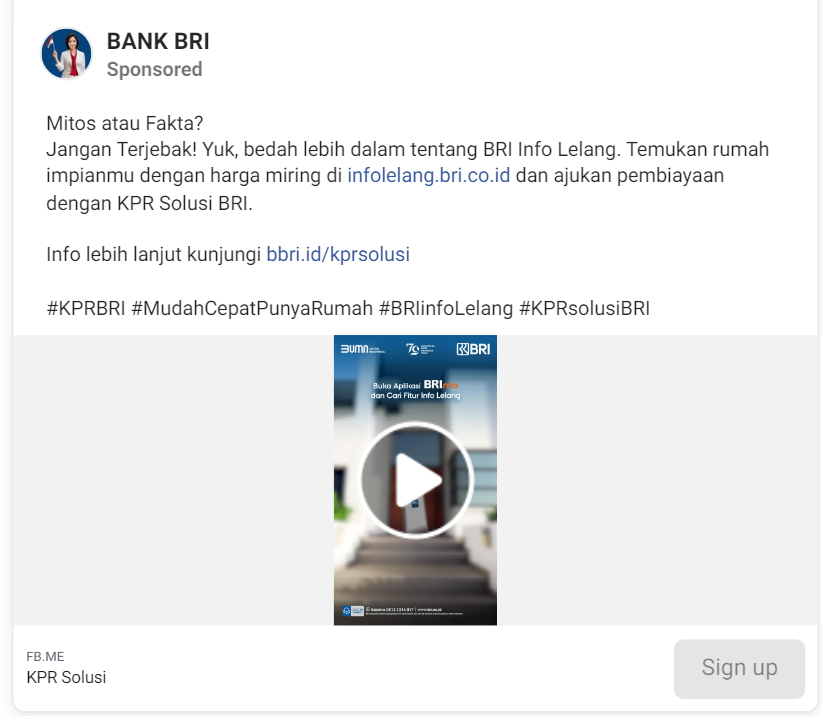 BANK BRI
Sponsored
Mitos atau Fakta?
Jangan Terjebak! Yuk, bedah lebih dalam tentang BRI Info Lelang. Temukan rumah
impianmu dengan harga miring di infolelang.bri.co.id dan ajukan pembiayaan
dengan KPR Solusi BRI.
Info lebih lanjut kunjungi bbri.id/kprsolusi
#KPRBRI #MudahCepatPunyaRumah #BRIinfoLelang #KPRsolusiBRI
BUMN
BRI
Buka Aplikasi BRImo
dan Cari Fitur Info Lelang
FB.ME
KPR Solusi
Sign up